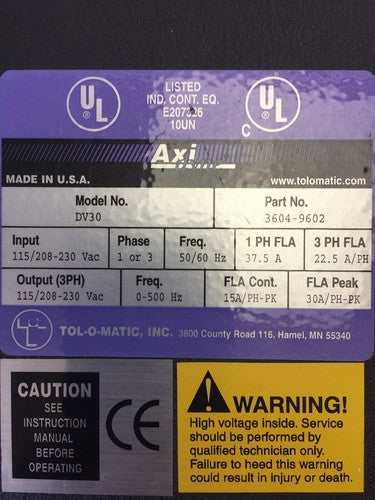 UL
LISTED
IND. CONT. EQ.
E207326
10UN
C UL
Axi
MADE IN U.S.A.
www.tolomatic.com
Model No. Part No.
DV30 3604-9602
Input Phase Freq. 1 PH FLA 3 PH FLA
115/208-230 Vac 1 or 3 50/60 Hz 37.5 A 22.5 A/PH
Output (3PH) Freq. FLA Cont. FLA Peak
115/208-230 Vac 0-500 Hz 15A/PH-PK 30A/PH-PK
TOL-O-MATIC, INC. 3800 County Road 116. Hamel, MN 55340
CAUTION
SEE
INSTRUCTION
MANUAL
BEFORE
OPERATING
CE
WARNING!
High voltage inside. Service
should be performed by
qualified technician only.
Failure to heed this warning
could result in injury or death.